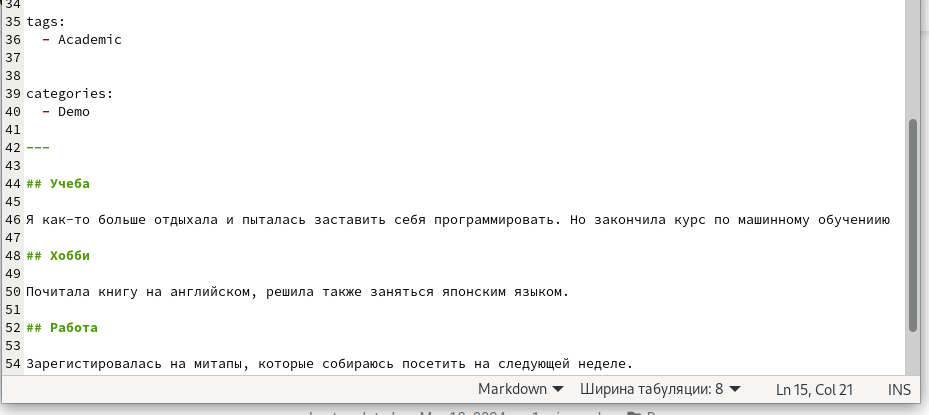 34
35 tags:
36   - Academic
37
38
39 categories:
40   - Demo
41
42 ---
43
44 ## Учеба
45
46 Я как-то больше отдыхала и пыталась заставить себя программировать. Но закончила курс по машинному обучениию
47
48 ## Хобби
49
50 Почитала книгу на английском, решила также заняться японским языком.
51
52 ## Работа
53
54 Зарегистировалась на митапы, которые собираюсь посетить на следующей неделе.
Markdown Ширина табуляции: 8 Ln 15, Col 21 INS